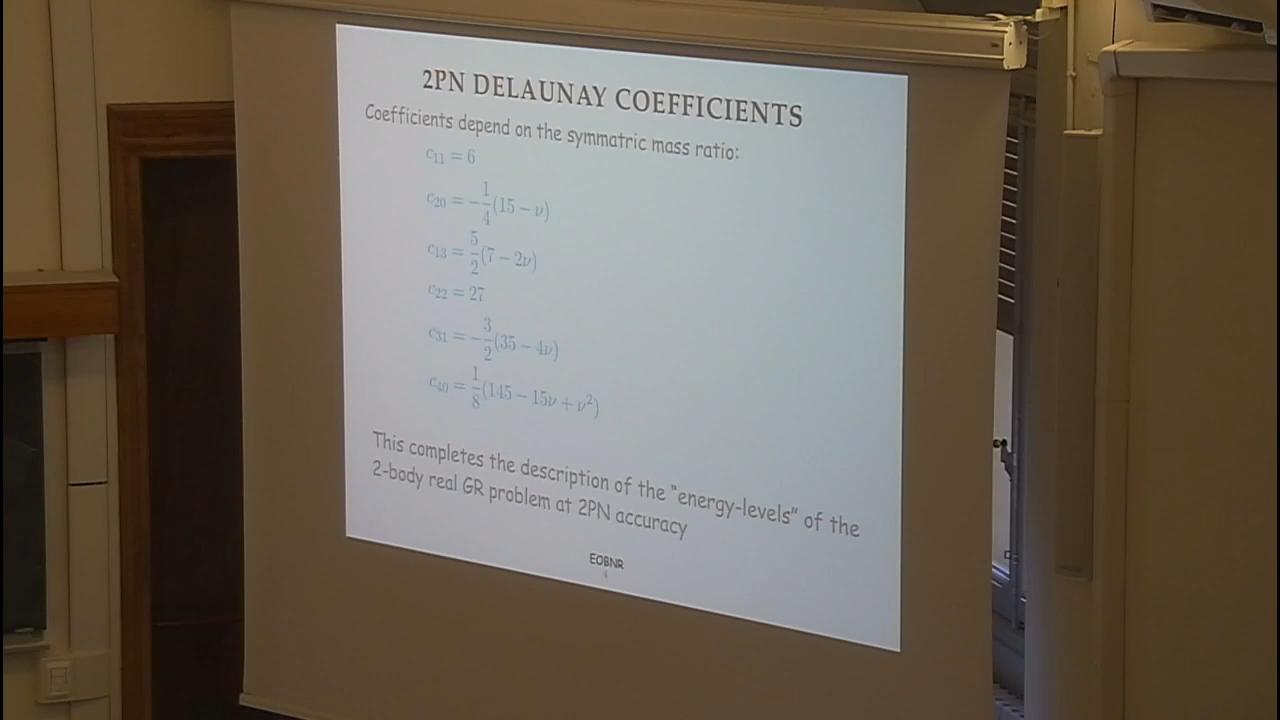 2PN DELAUNAY COEFFICIENTS
Coefficients depend on the symmatric mass ratio:
c₁₁ = 6
c₂₀ = −1/4(15 − ν)
c₁₃ = 5/2(7 − 2ν)
c₂₂ = 27
c₃₁ = −3/2(35 − 4ν)
c₄₀ = 1/8(145 − 15ν + ν²)
This completes the description of the "energy-levels" of the
2-body real GR problem at 2PN accuracy
EOBNR